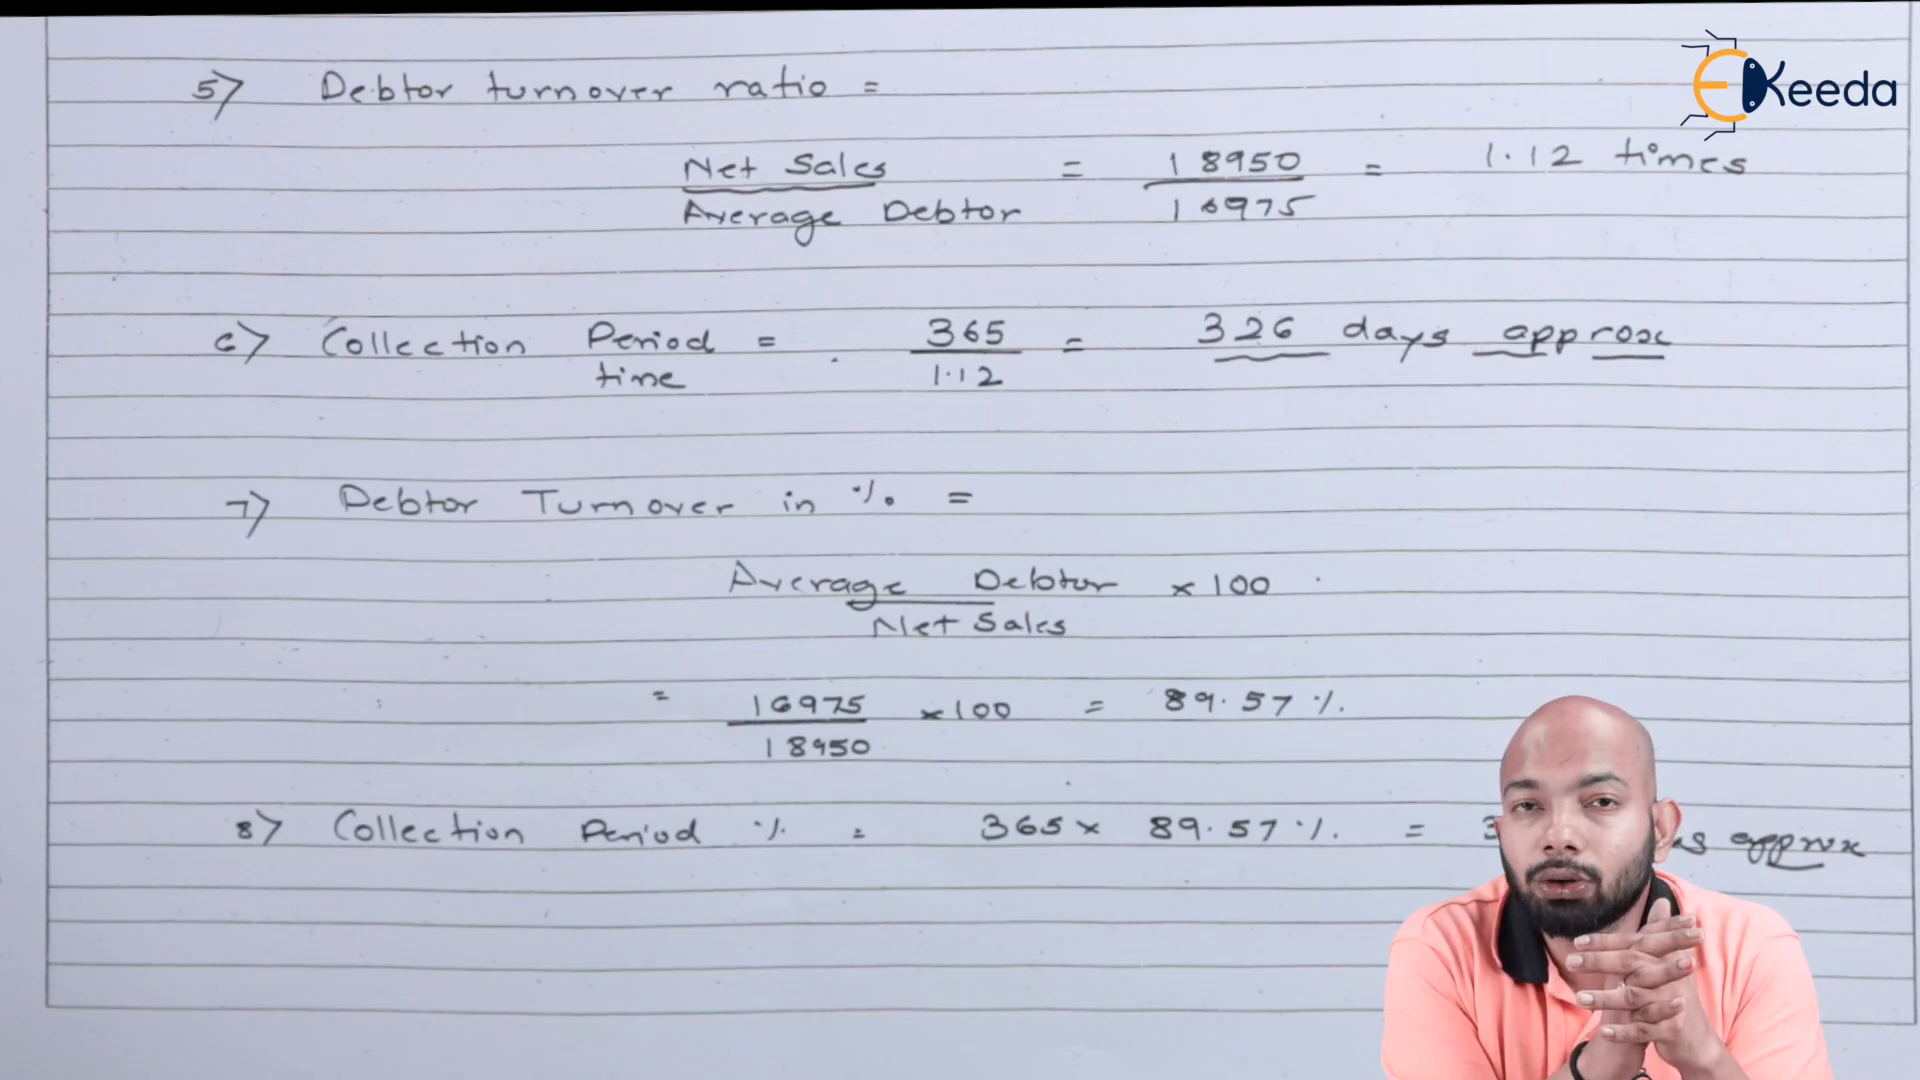 EKeeda
5) Debtor turnover ratio =
Net Sales = 18950 = 1.12 times
Average Debtor 16975
6) Collection Period = 365 = 326 days approx
time 1.12
7) Debtor Turnover in % =
Average Debtor × 100
Net Sales
= 16975 × 100 = 89.57 %.
18950
8) Collection Period % = 365 × 89.57 %. = approx